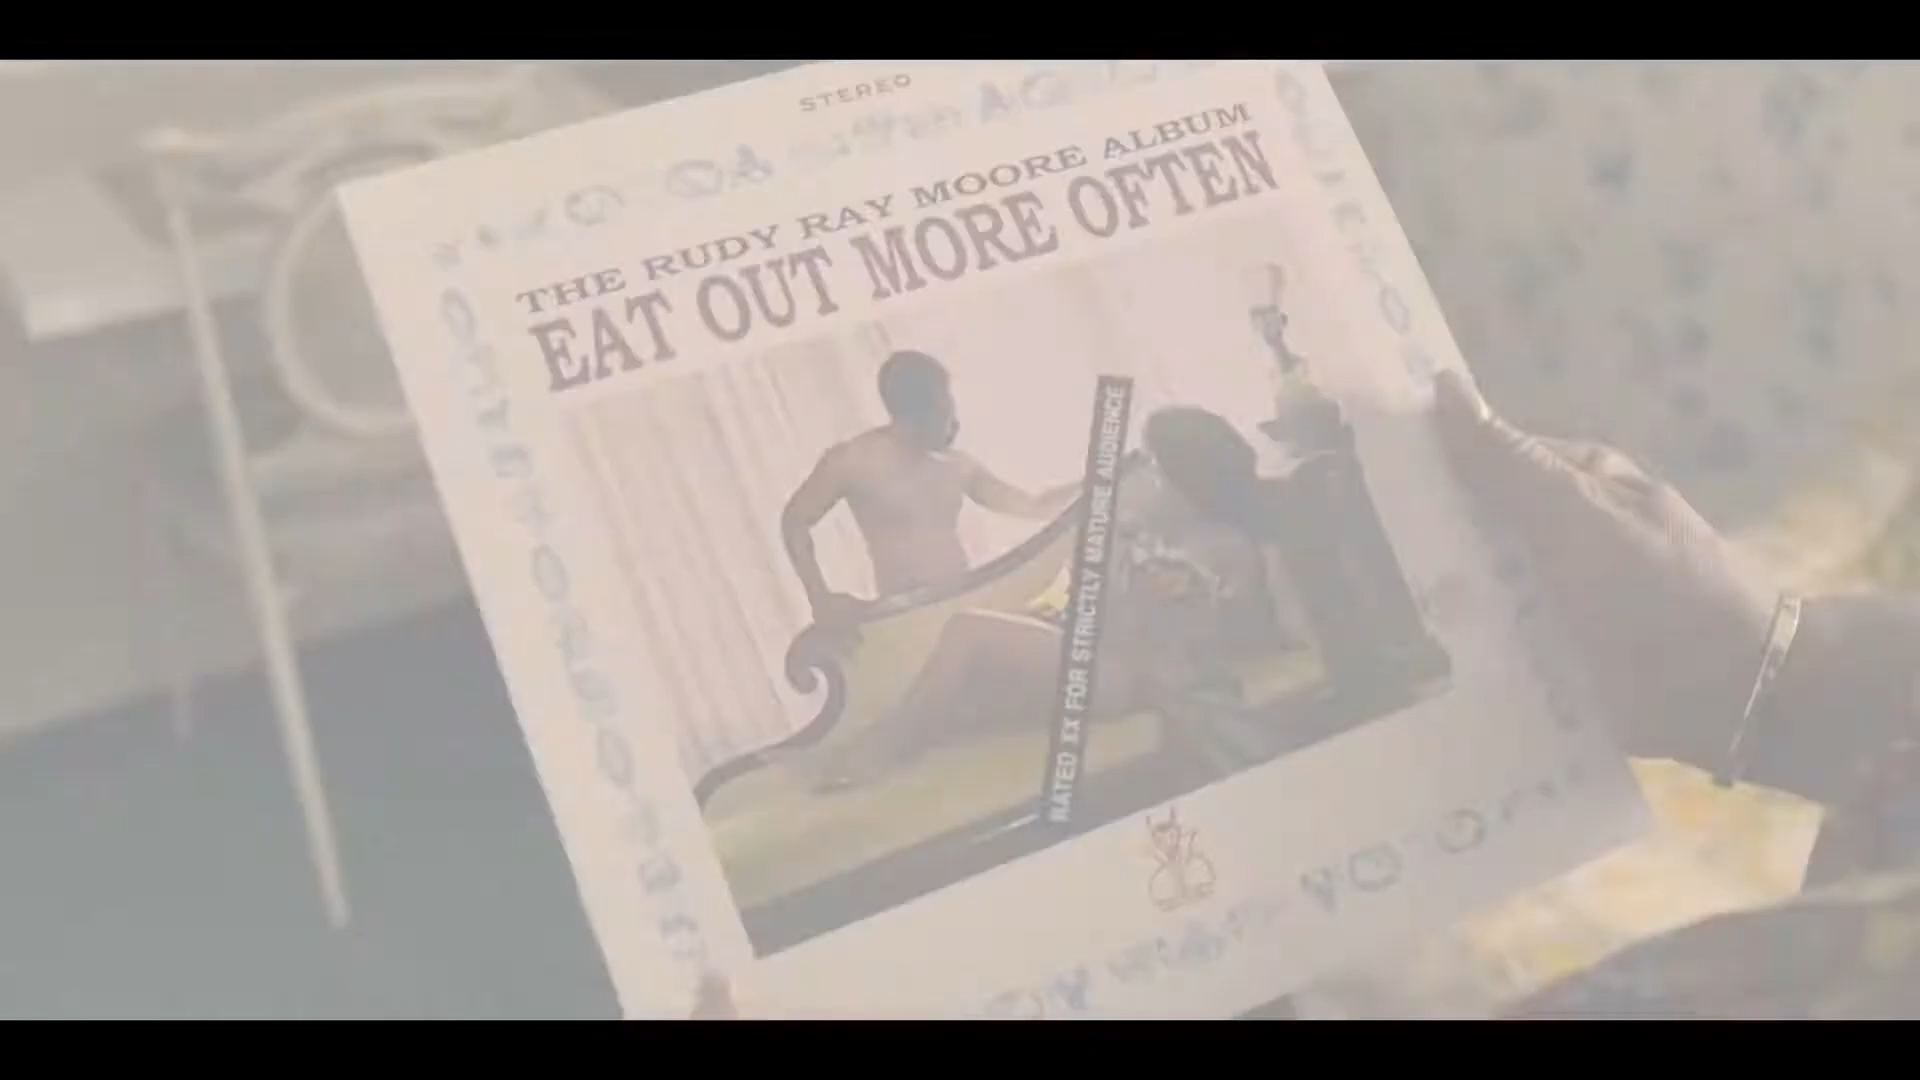 STEREO
THE RUDY RAY MOORE ALBUM
EAT OUT MORE OFTEN
RATED XX FOR STRICTLY MATURE AUDIENCE